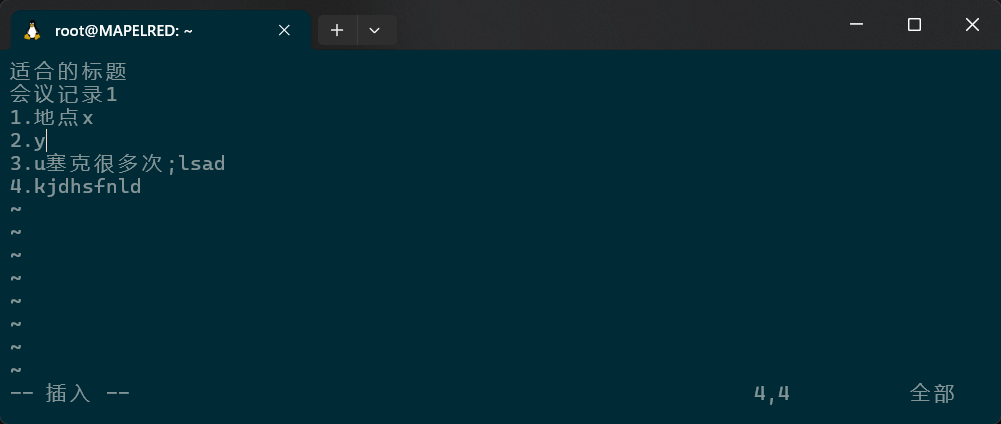 root@MAPELRED: ~
适合的标题
会议记录1
1.地点x
2.y
3.u塞克很多次;lsad
4.kjdhsfnld
~
~
~
~
~
~
~
~
-- 插入 -- 4,4 全部